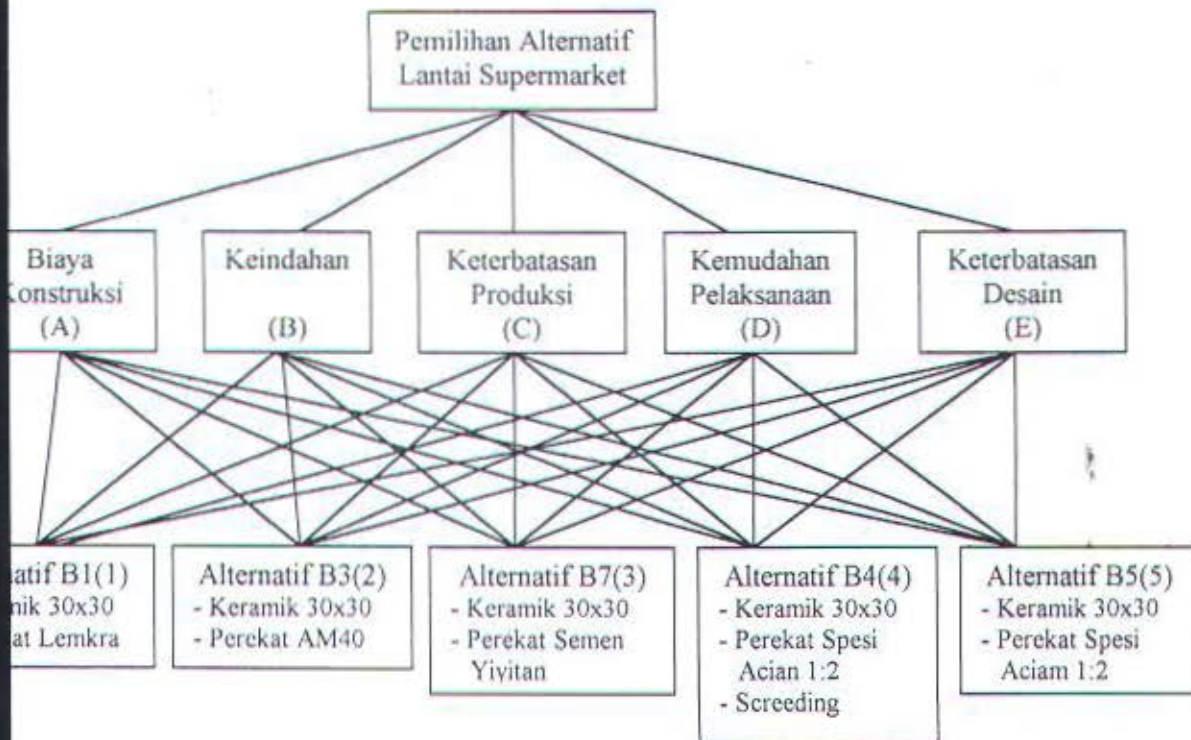 Pemilihan Alternatif
Lantai Supermarket
Biaya
Konstruksi
(A)
Keindahan
(B)
Keterbatasan
Produksi
(C)
Kemudahan
Pelaksanaan
(D)
Keterbatasan
Desain
(E)
natif B1(1)
nik 30x30
at Lemkra
Alternatif B3(2)
- Keramik 30x30
- Perekat AM40
Alternatif B7(3)
- Keramik 30x30
- Perekat Semen
Yiyitan
Alternatif B4(4)
- Keramik 30x30
- Perekat Spesi
Acian 1:2
- Screeding
Alternatif B5(5)
- Keramik 30x30
- Perekat Spesi
Aciam 1:2